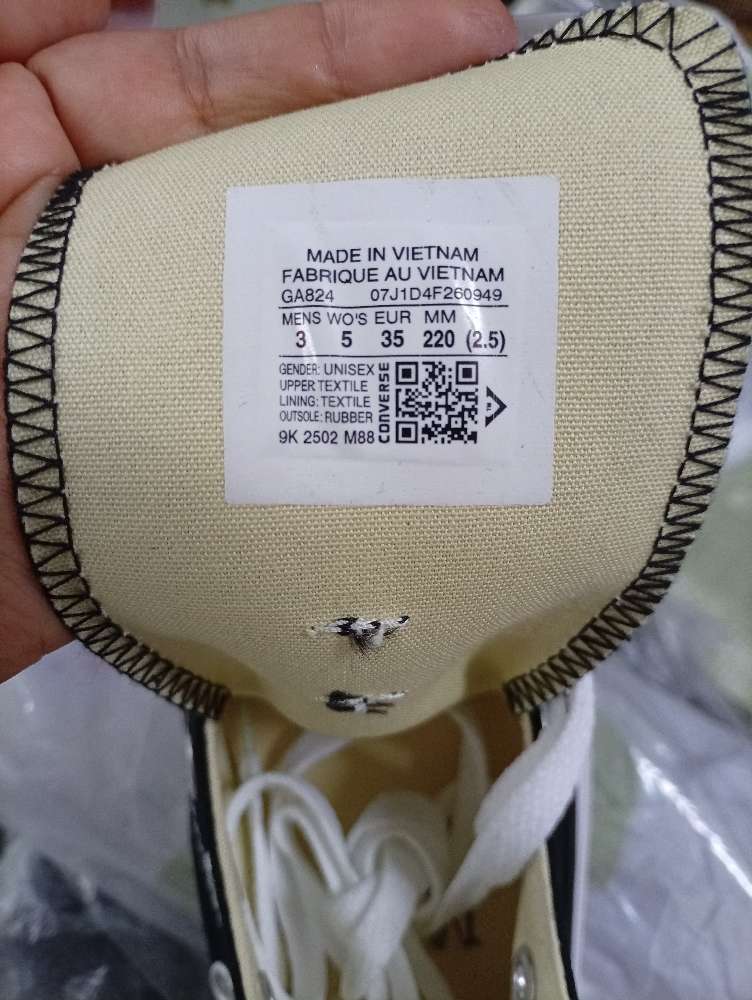 MADE IN VIETNAM
FABRIQUE AU VIETNAM
GA824 07J1D4F260949
MENS WO'S EUR MM
3 5 35 220 (2.5)
GENDER: UNISEX
UPPER: TEXTILE
LINING: TEXTILE
OUTSOLE: RUBBER
9K 2502 M88
CONVERSE